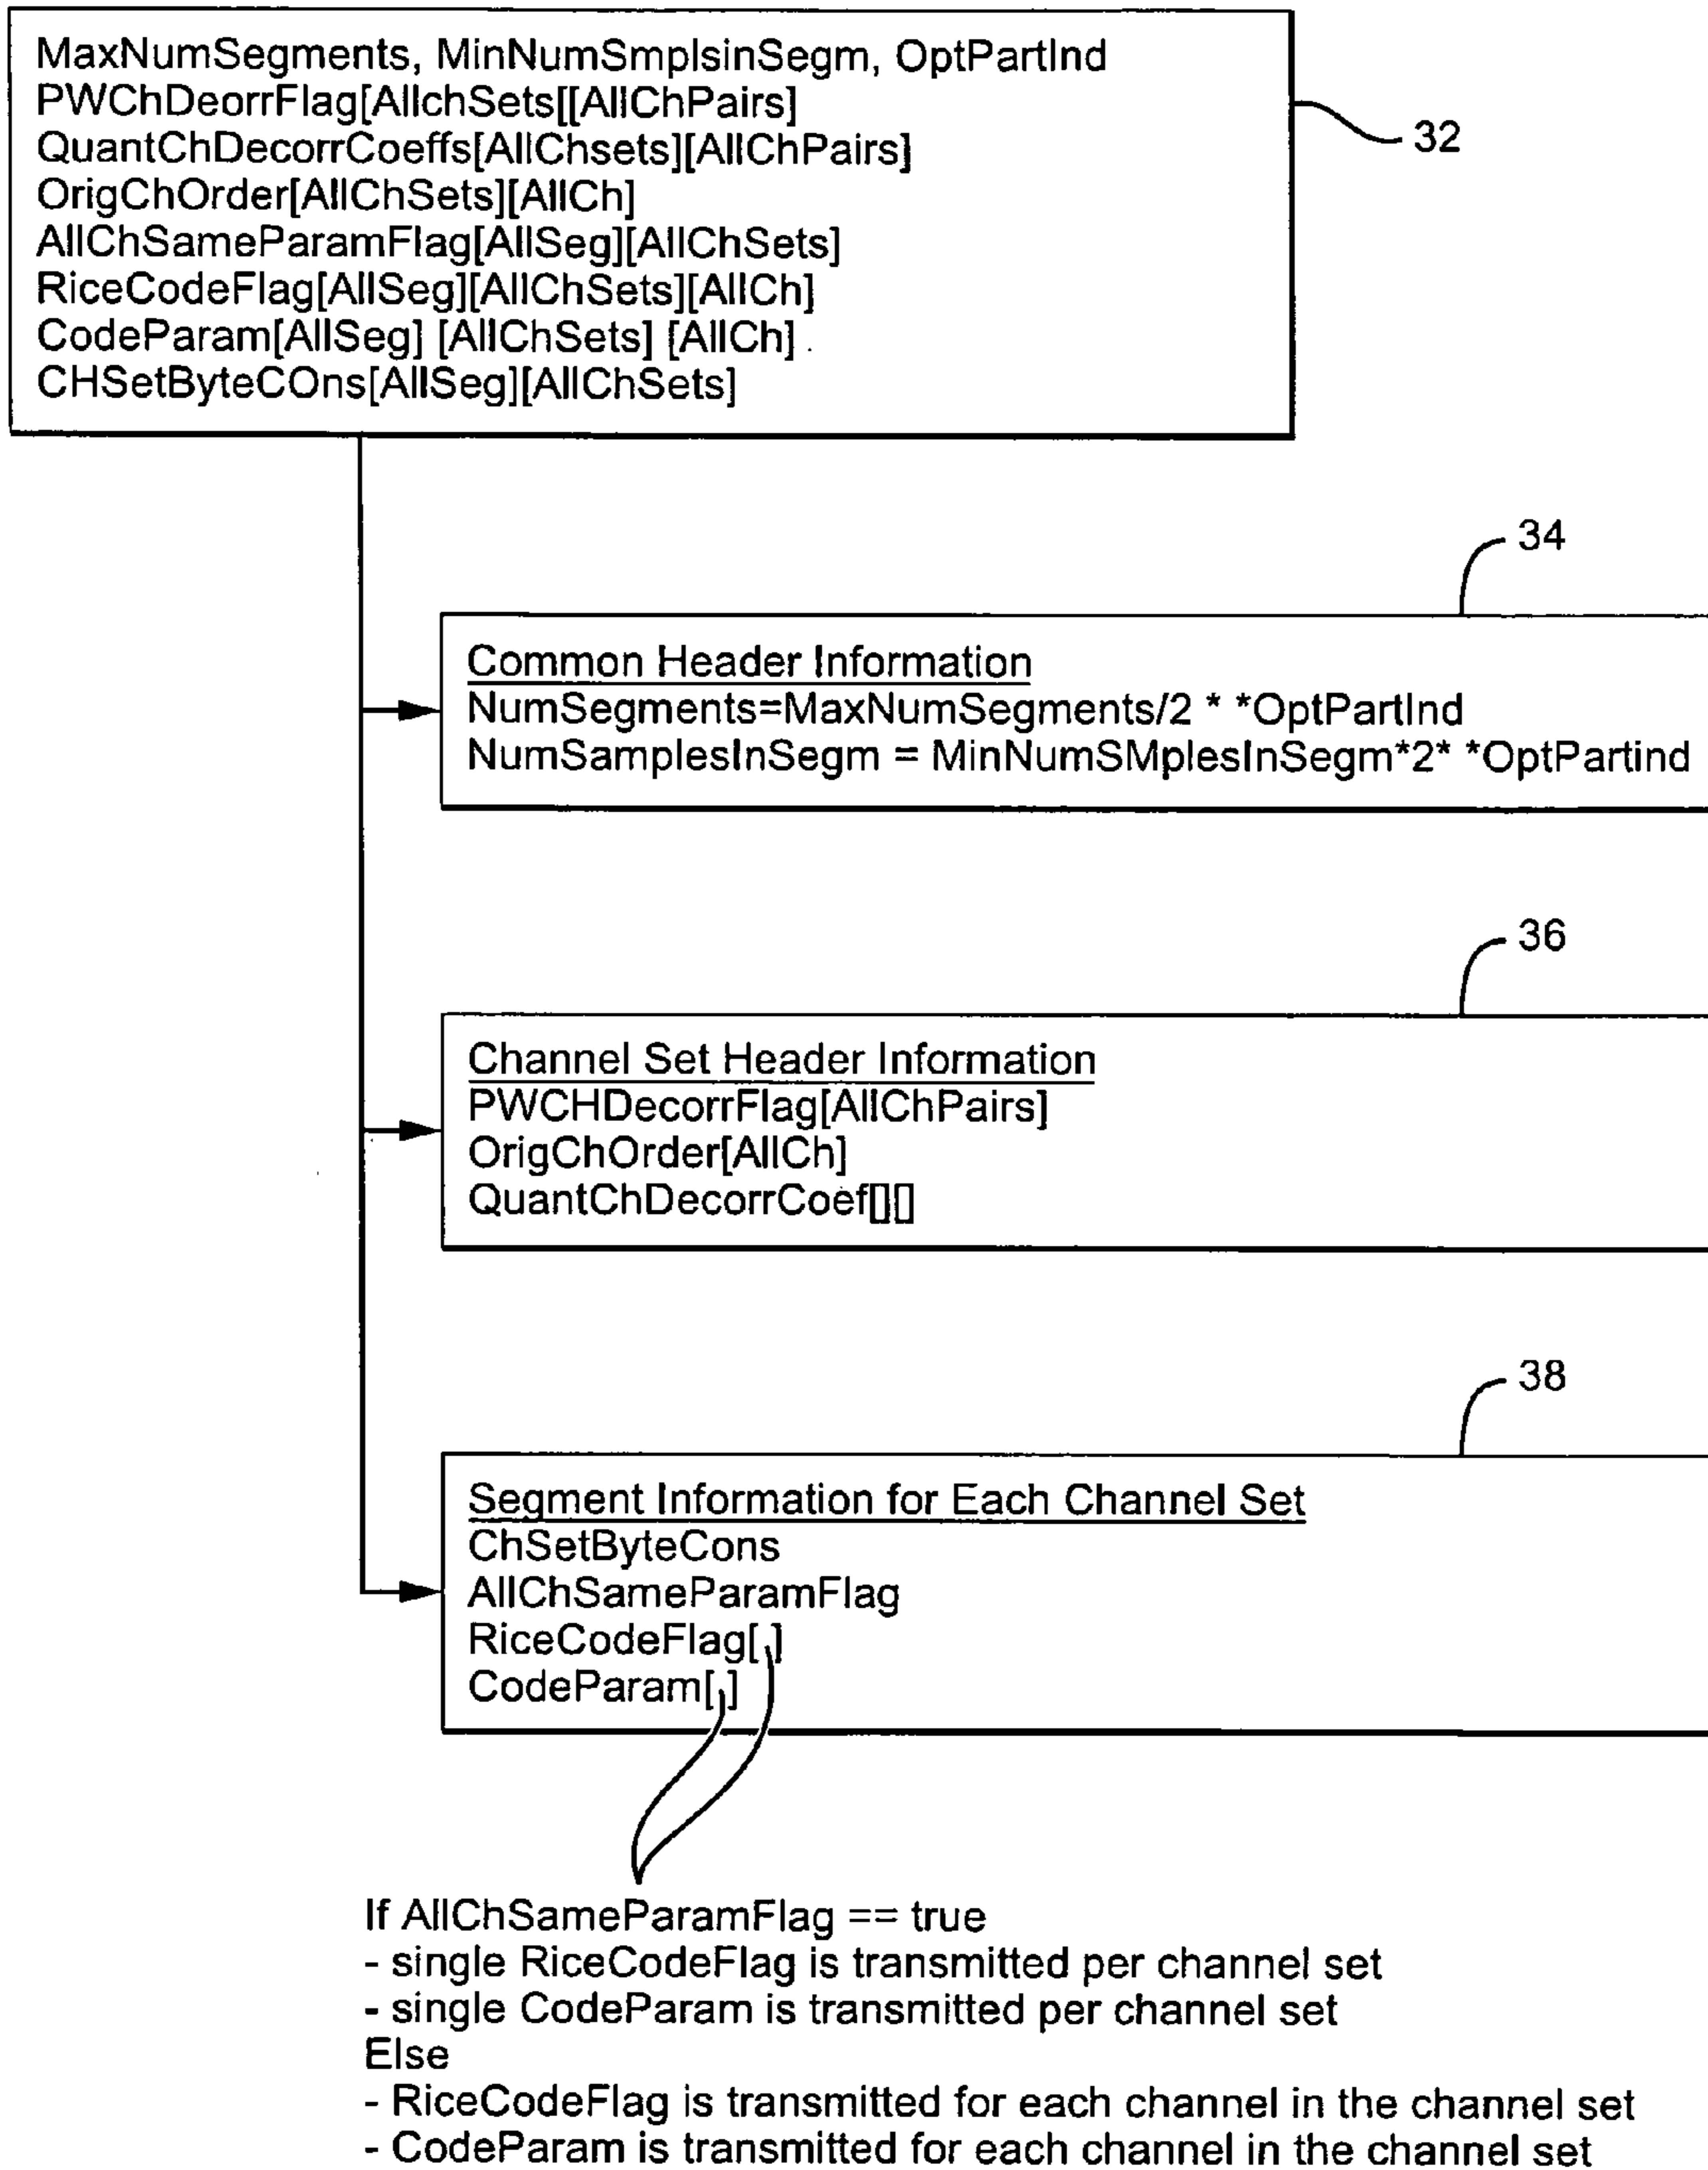 MaxNumSegments, MinNumSmplsinSegm, OptPartInd
PWChDeorrFlag[AllchSets[[AllChPairs]
QuantChDecorrCoeffs[AllChsets][AllChPairs]
OrigChOrder[AllChSets][AllCh]
AllChSameParamFlag[AllSeg][AllChSets]
RiceCodeFlag[AllSeg][AllChSets][AllCh]
CodeParam[AllSeg] [AllChSets] [AllCh]
CHSetByteCOns[AllSeg][AllChSets]
32
34
Common Header Information
NumSegments=MaxNumSegments/2 * *OptPartInd
NumSamplesInSegm = MinNumSMplesInSegm*2* *OptPartind
36
Channel Set Header Information
PWCHDecorrFlag[AllChPairs]
OrigChOrder[AllCh]
QuantChDecorrCoef[][]
38
Segment Information for Each Channel Set
ChSetByteCons
AllChSameParamFlag
RiceCodeFlag[ ]
CodeParam[ ]
If AllChSameParamFlag == true
- single RiceCodeFlag is transmitted per channel set
- single CodeParam is transmitted per channel set
Else
- RiceCodeFlag is transmitted for each channel in the channel set
- CodeParam is transmitted for each channel in the channel set